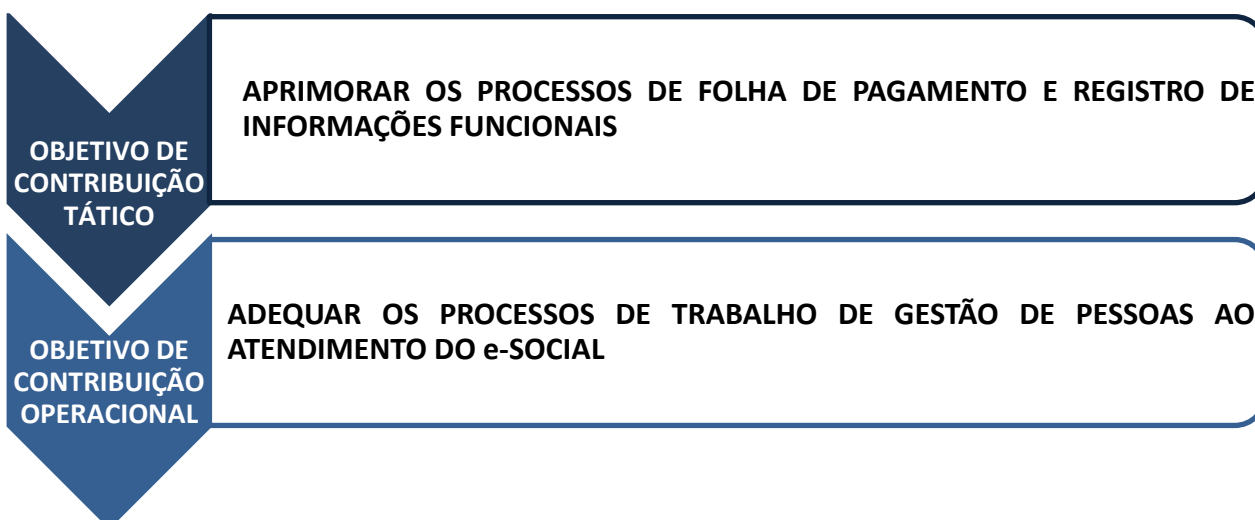 OBJETIVO DE
CONTRIBUIÇÃO
TÁTICO
APRIMORAR OS PROCESSOS DE FOLHA DE PAGAMENTO E REGISTRO DE
INFORMAÇÕES FUNCIONAIS
OBJETIVO DE
CONTRIBUIÇÃO
OPERACIONAL
ADEQUAR OS PROCESSOS DE TRABALHO DE GESTÃO DE PESSOAS AO
ATENDIMENTO DO e-SOCIAL